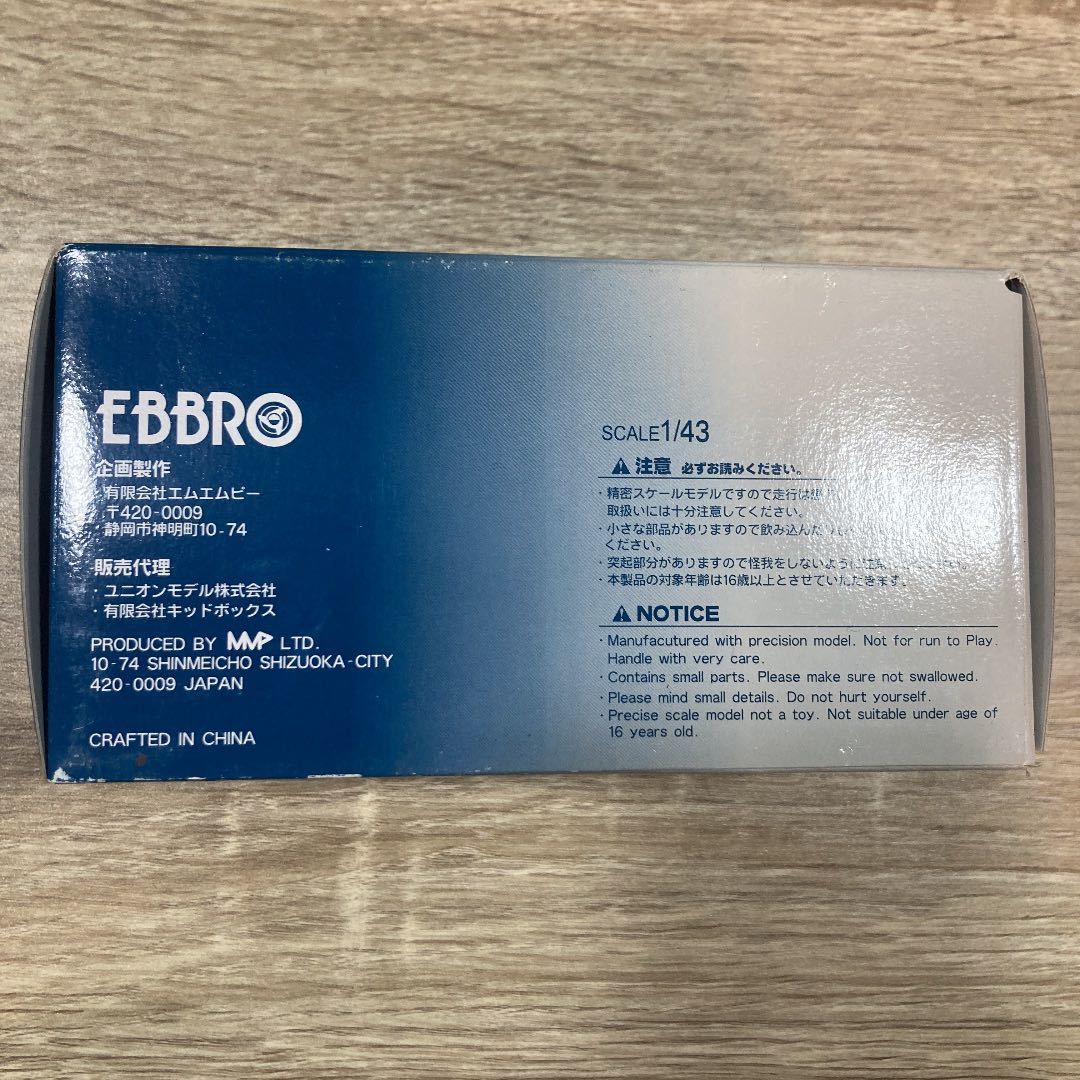 EBBRO
企画製作
・有限会社エムエムビー
〒420-0009
・静岡市神明町10-74
販売代理
・ユニオンモデル株式会社
・有限会社キッドボックス
PRODUCED BY MMP LTD.
10-74 SHINMEICHO SHIZUOKA-CITY
420-0009 JAPAN
CRAFTED IN CHINA
SCALE1/43
注意 必ずお読みください。
・精密スケールモデルですので走行は
取扱いには十分注意してください。
・小さな部品がありますので飲み込んだ
ください。
・突起部分がありますので怪我をしないように
・本製品の対象年齢は16歳以上とさせていただきます。
NOTICE
・Manufacutured with precision model. Not for run to Play.
Handle with very care.
・Contains small parts. Please make sure not swallowed.
・Please mind small details. Do not hurt yourself.
・Precise scale model not a toy. Not suitable under age of
16 years old.